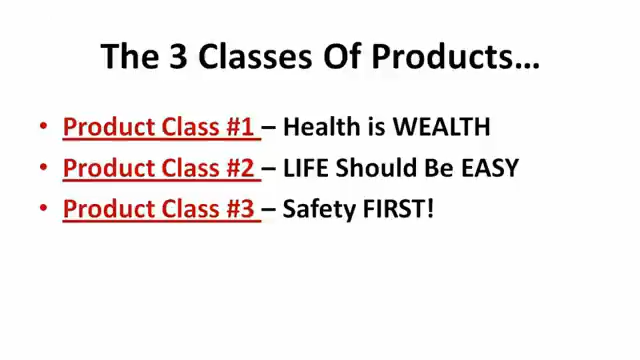 The 3 Classes Of Products...
• Product Class #1 – Health is WEALTH
• Product Class #2 – LIFE Should Be EASY
• Product Class #3 – Safety FIRST!